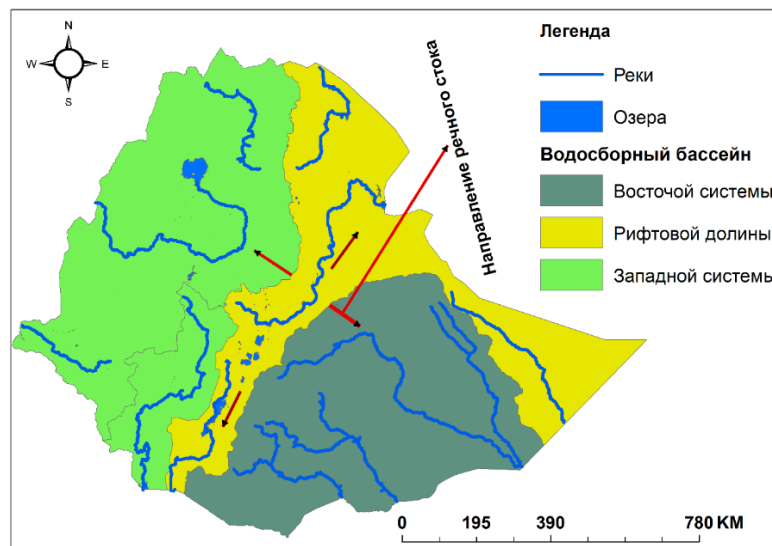 N
W
E
S
Легенда
Реки
Озера
Водосборный бассейн
Восточой системы
Рифтовой долины
Западной системы
Направление речного стока
0 195 390 780 KM